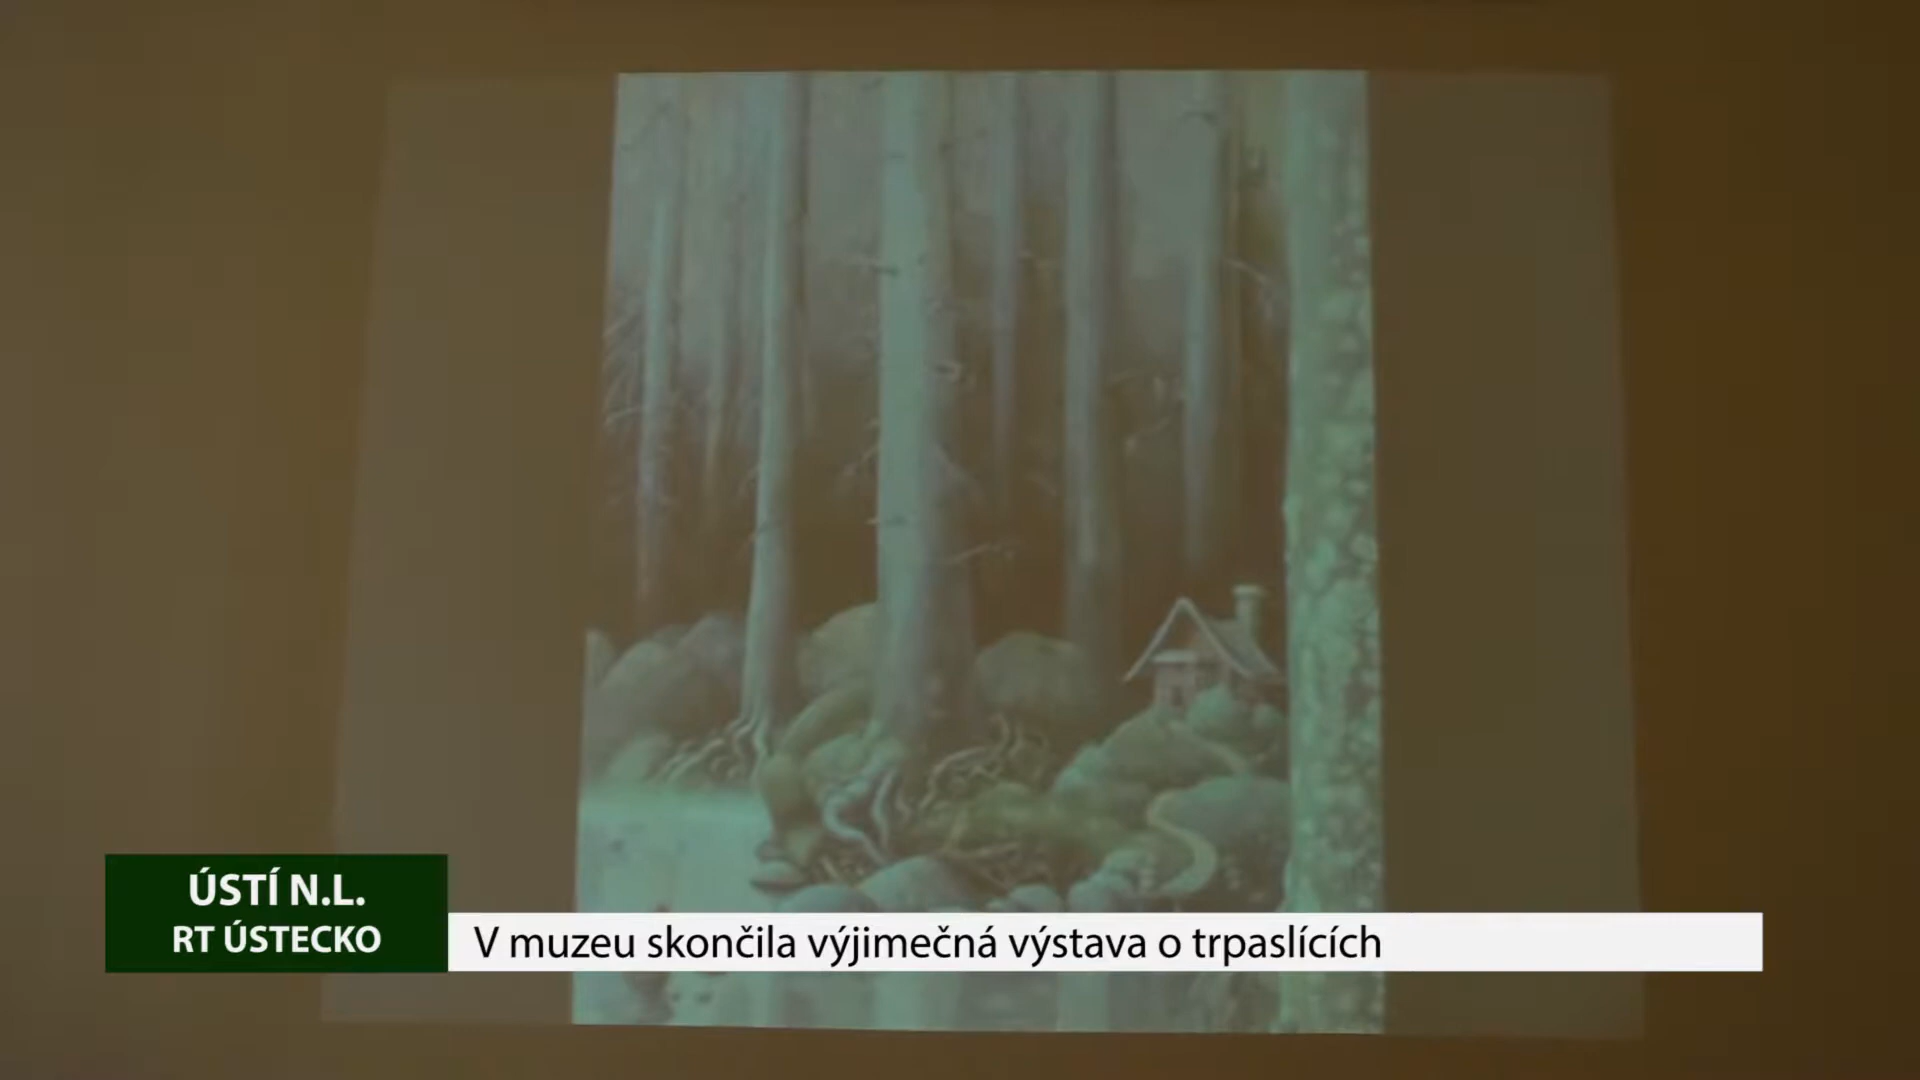 ÚSTÍ N.L.
RT ÚSTECKO
V muzeu skončila výjimečná výstava o trpaslících